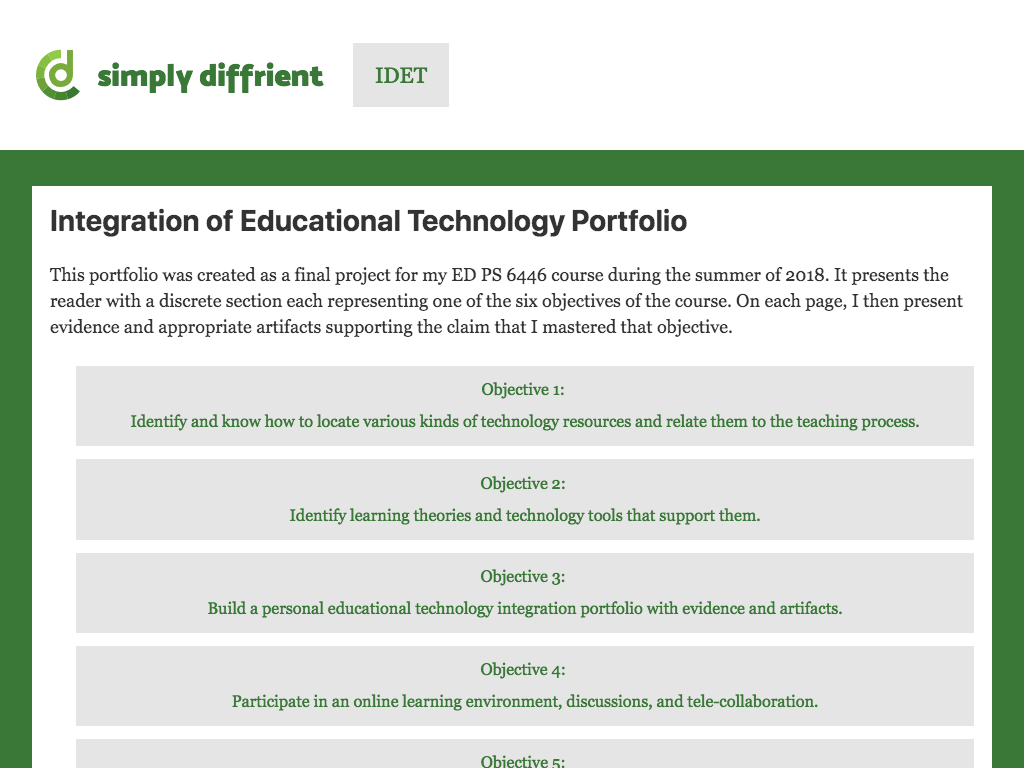 simply diffrient
IDET
Integration of Educational Technology Portfolio
This portfolio was created as a final project for my ED PS 6446 course during the summer of 2018. It presents the
reader with a discrete section each representing one of the six objectives of the course. On each page, I then present
evidence and appropriate artifacts supporting the claim that I mastered that objective.
Objective 1:
Identify and know how to locate various kinds of technology resources and relate them to the teaching process.
Objective 2:
Identify learning theories and technology tools that support them.
Objective 3:
Build a personal educational technology integration portfolio with evidence and artifacts.
Objective 4:
Participate in an online learning environment, discussions, and tele-collaboration.
Objective 5: